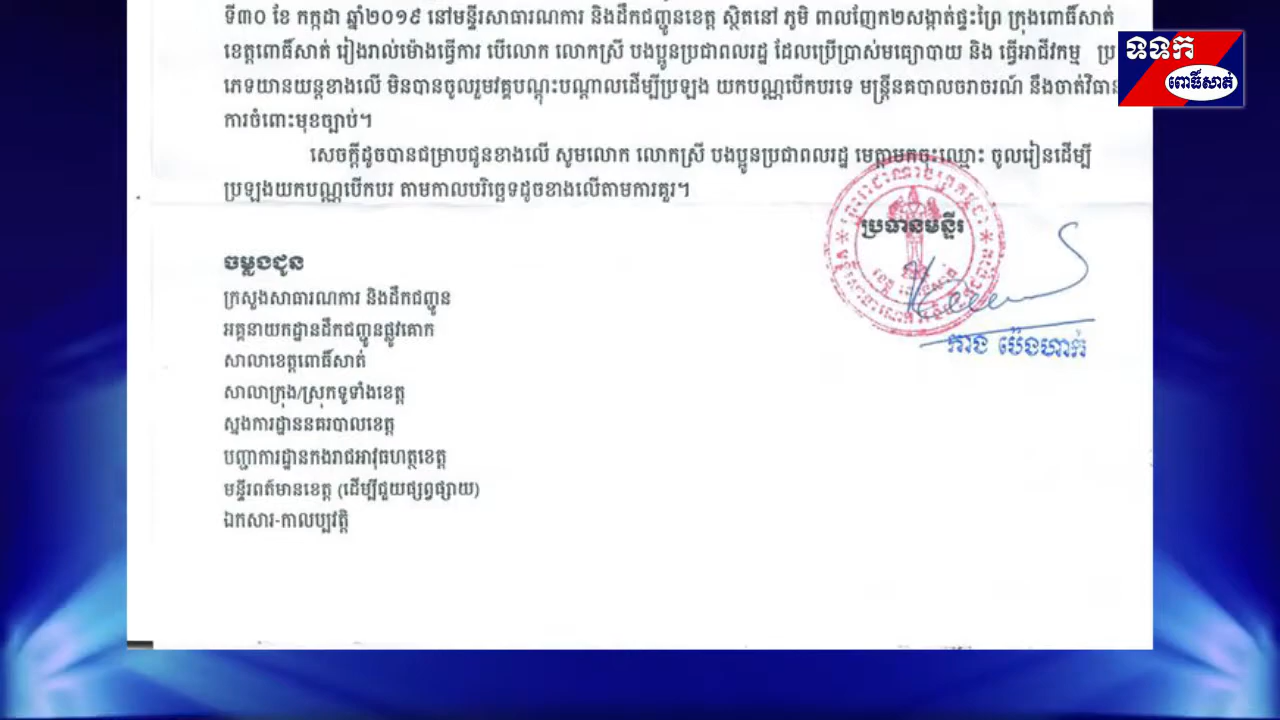 ទី៣០ ខែ កក្កដា ឆ្នាំ២០១៩ នៅមន្ទីរសាធារណការ និងដឹកជញ្ជូនខេត្ត ស្ថិតនៅ ភូមិ ពាលញែក២សង្កាត់ផ្ទះព្រៃ ក្រុងពោធិ៍សាត់
ខេត្តពោធិ៍សាត់ រៀងរាល់ម៉ោងធ្វើការ បើលោក លោកស្រី បងប្អូនប្រជាពលរដ្ឋ ដែលប្រើប្រាស់មធ្យោបាយ និង ធ្វើអាជីវកម្ម ប្រ
ភេទយានយន្តខាងលើ មិនបានចូលរួមវគ្គបណ្តុះបណ្តាលដើម្បីប្រឡង យកបណ្ណបើកបរទេ មន្ត្រីនគបាលចរាចរណ៍ នឹងចាត់វិធាន
ការចំពោះមុខច្បាប់។
សេចក្តីដូចបានជម្រាបជូនខាងលើ សូមលោក លោកស្រី បងប្អូនប្រជាពលរដ្ឋ មេត្តាមកចុះឈ្មោះ ចូលរៀនដើម្បី
ប្រឡងយកបណ្ណបើកបរ តាមកាលបរិច្ឆេទដូចខាងលើតាមការគួរ។
ប្រធានមន្ទីរ
កាង ប៉េងហាក់
ចម្លងជូន
ក្រសួងសាធារណការ និងដឹកជញ្ជូន
អគ្គនាយកដ្ឋានដឹកជញ្ជូនផ្លូវគោក
សាលាខេត្តពោធិ៍សាត់
សាលាក្រុង/ស្រុកទូទាំងខេត្ត
ស្នងការដ្ឋាននគរបាលខេត្ត
បញ្ជាការដ្ឋានកងរាជអាវុធហត្ថខេត្ត
មន្ទីរពត៌មានខេត្ត (ដើម្បីជួយផ្សព្វផ្សាយ)
ឯកសារ-កាលប្បវត្តិ
ទទក
ពោធិ៍សាត់